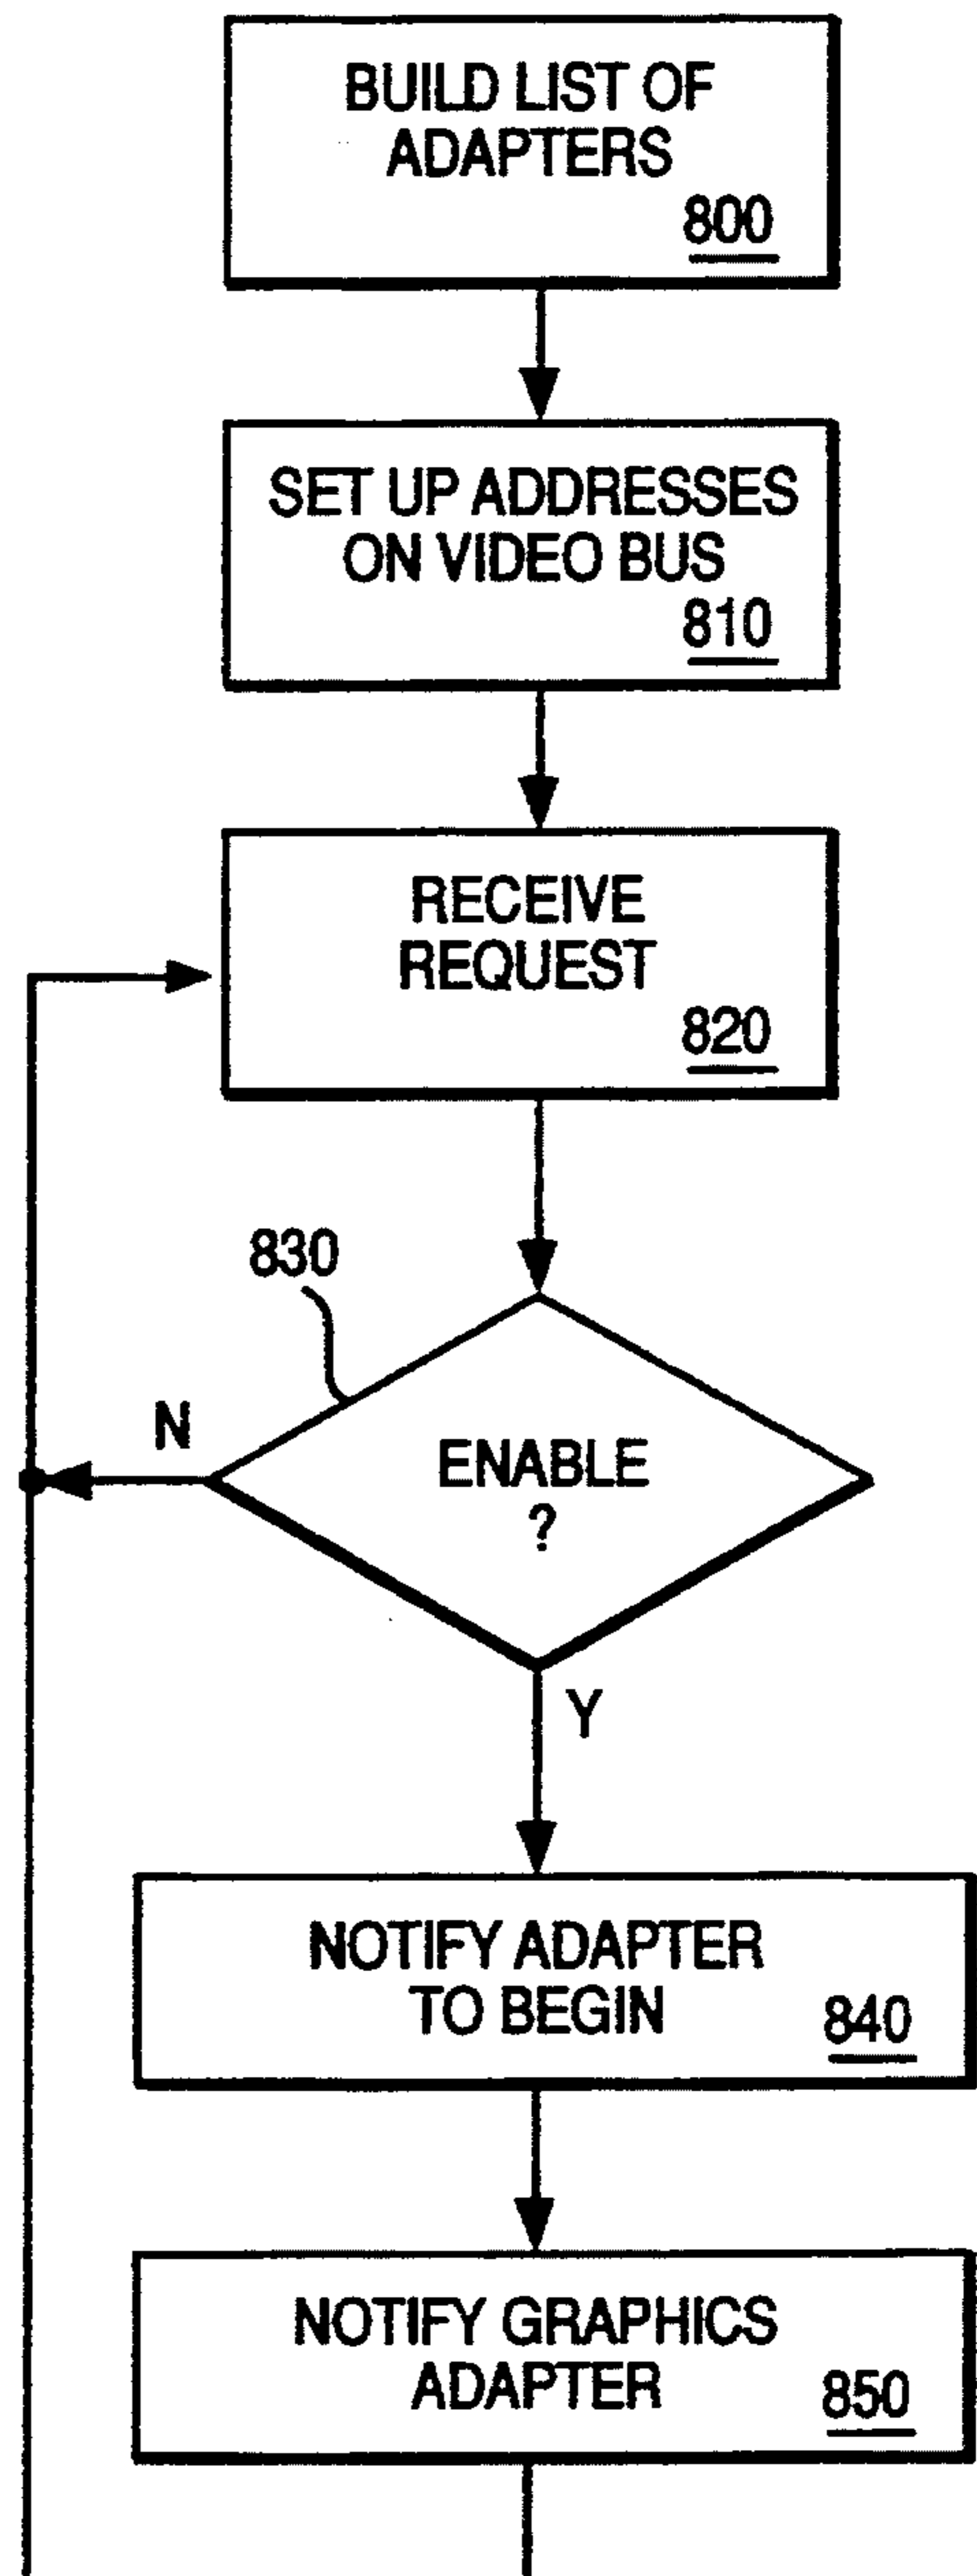 BUILD LIST OF
ADAPTERS
800
SET UP ADDRESSES
ON VIDEO BUS
810
RECEIVE
REQUEST
820
830
N
ENABLE
?
Y
NOTIFY ADAPTER
TO BEGIN
840
NOTIFY GRAPHICS
ADAPTER
850